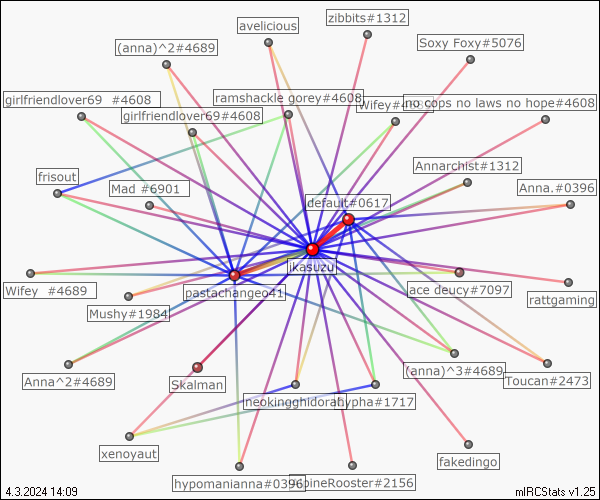 zibbits#1312
avelicious
Soxy Foxy#5076
(anna)^2#4689
girlfriendlover69 #4608
ramshackle gorey#4608
no cops no laws no hope#4608
girlfriendlover69#4608
Annarchist#1312
frisout
Mad #6901
Anna.#0396
default#0617
ikasuzu
Wifey #4689
pastachangeo41
ace deucy#7097
rattgaming
Mushy#1984
(anna)^3#4689
Anna^2#4689
Skalman
Toucan#2473
neokingghidorah
ypha#1717
xenoyaut
fakedingo
hypomanianna#0396
pineRooster#2156
4.3.2024 14:09
mIRCStats v1.25